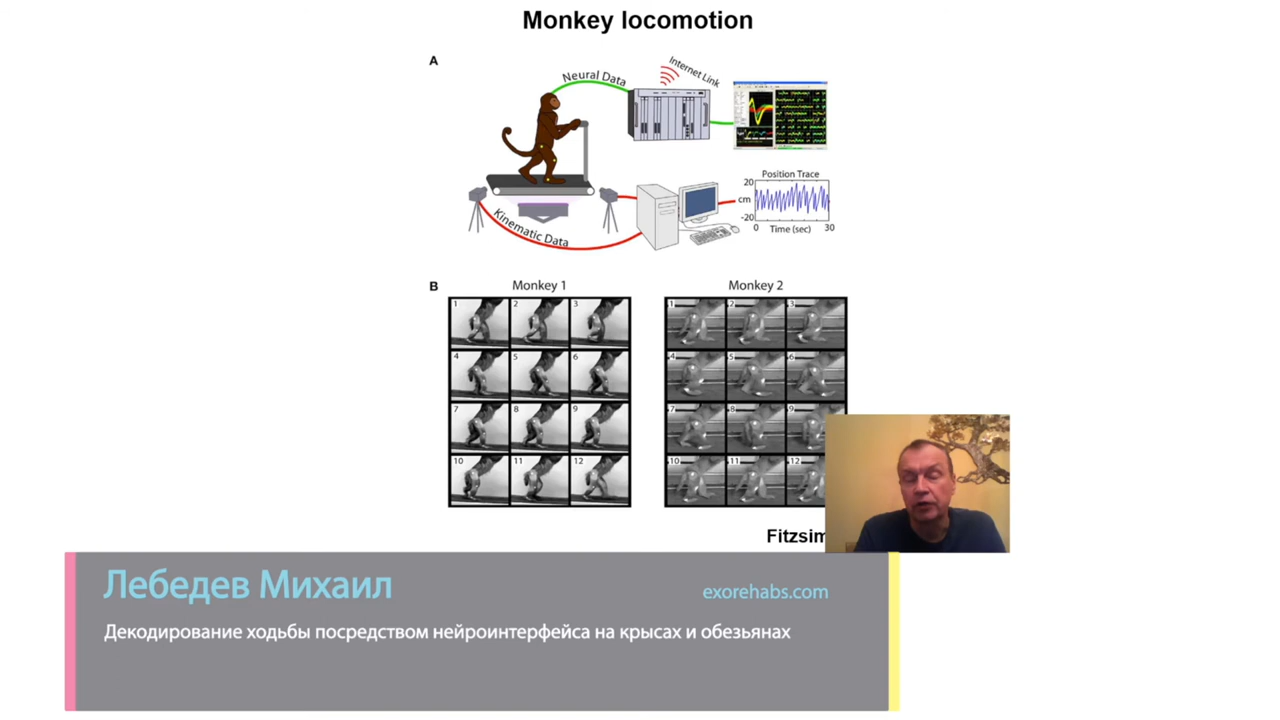 Monkey locomotion
A
Neural Data
Internet Link
Position Trace
20
cm
-20
0
Time (sec)
30
Kinematic Data
B
Monkey 1
Monkey 2
1 2 3
1 2 3
4 5 6
4 5 6
7 8 9
7 8 9
10 11 12
10 11 12
Fitzsim
Лебедев Михаил
exorehabs.com
Декодирование ходьбы посредством нейроинтерфейса на крысах и обезьянах